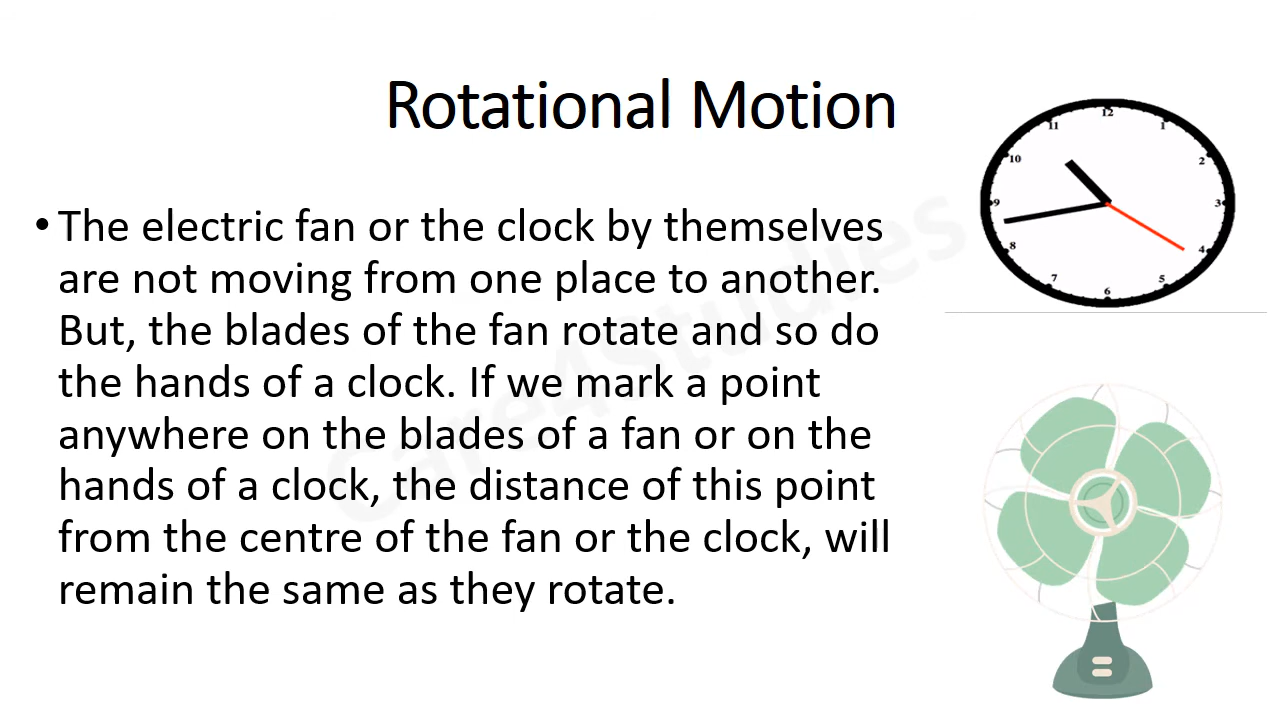 Rotational Motion
• The electric fan or the clock by themselves
are not moving from one place to another.
But, the blades of the fan rotate and so do
the hands of a clock. If we mark a point
anywhere on the blades of a fan or on the
hands of a clock, the distance of this point
from the centre of the fan or the clock, will
remain the same as they rotate.
Care4Studies
12
11 1
10 2
9 3
8 4
7 5
6